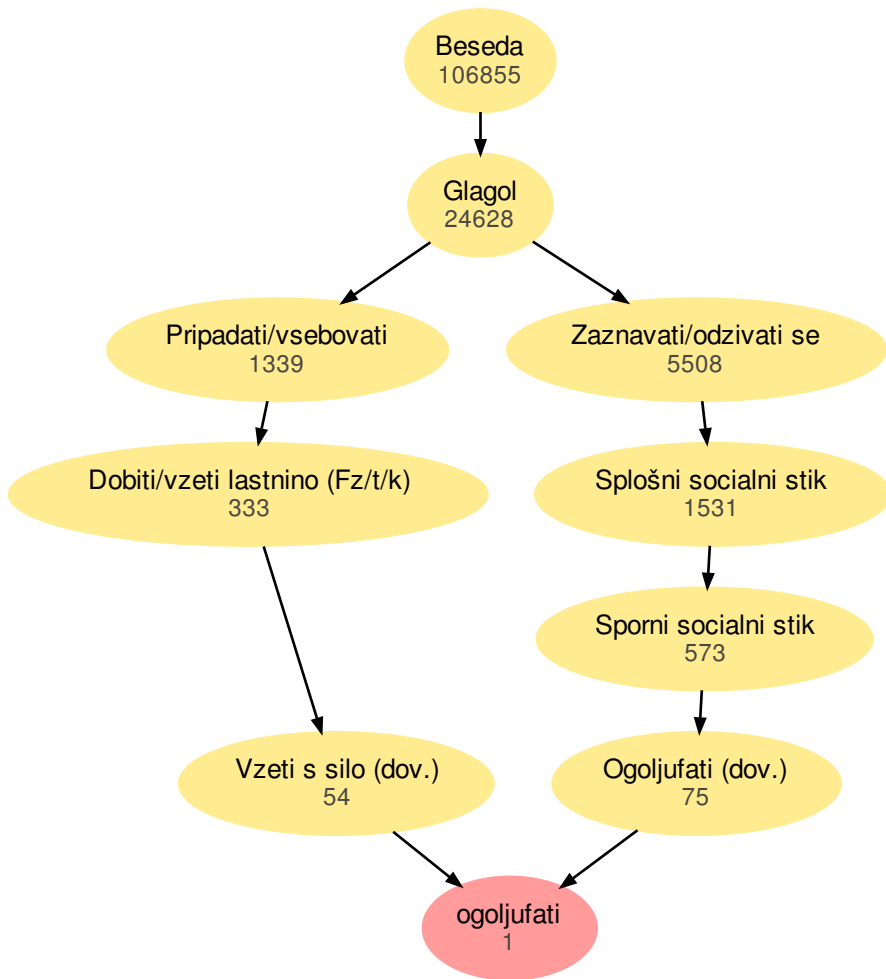 Beseda
106855
Glagol
24628
Pripadati/vsebovati
1339
Zaznavati/odzivati se
5508
Dobiti/vzeti lastnino (Fz/t/k)
333
Splošni socialni stik
1531
Sporni socialni stik
573
Vzeti s silo (dov.)
54
Ogoljufati (dov.)
75
ogoljufati
1